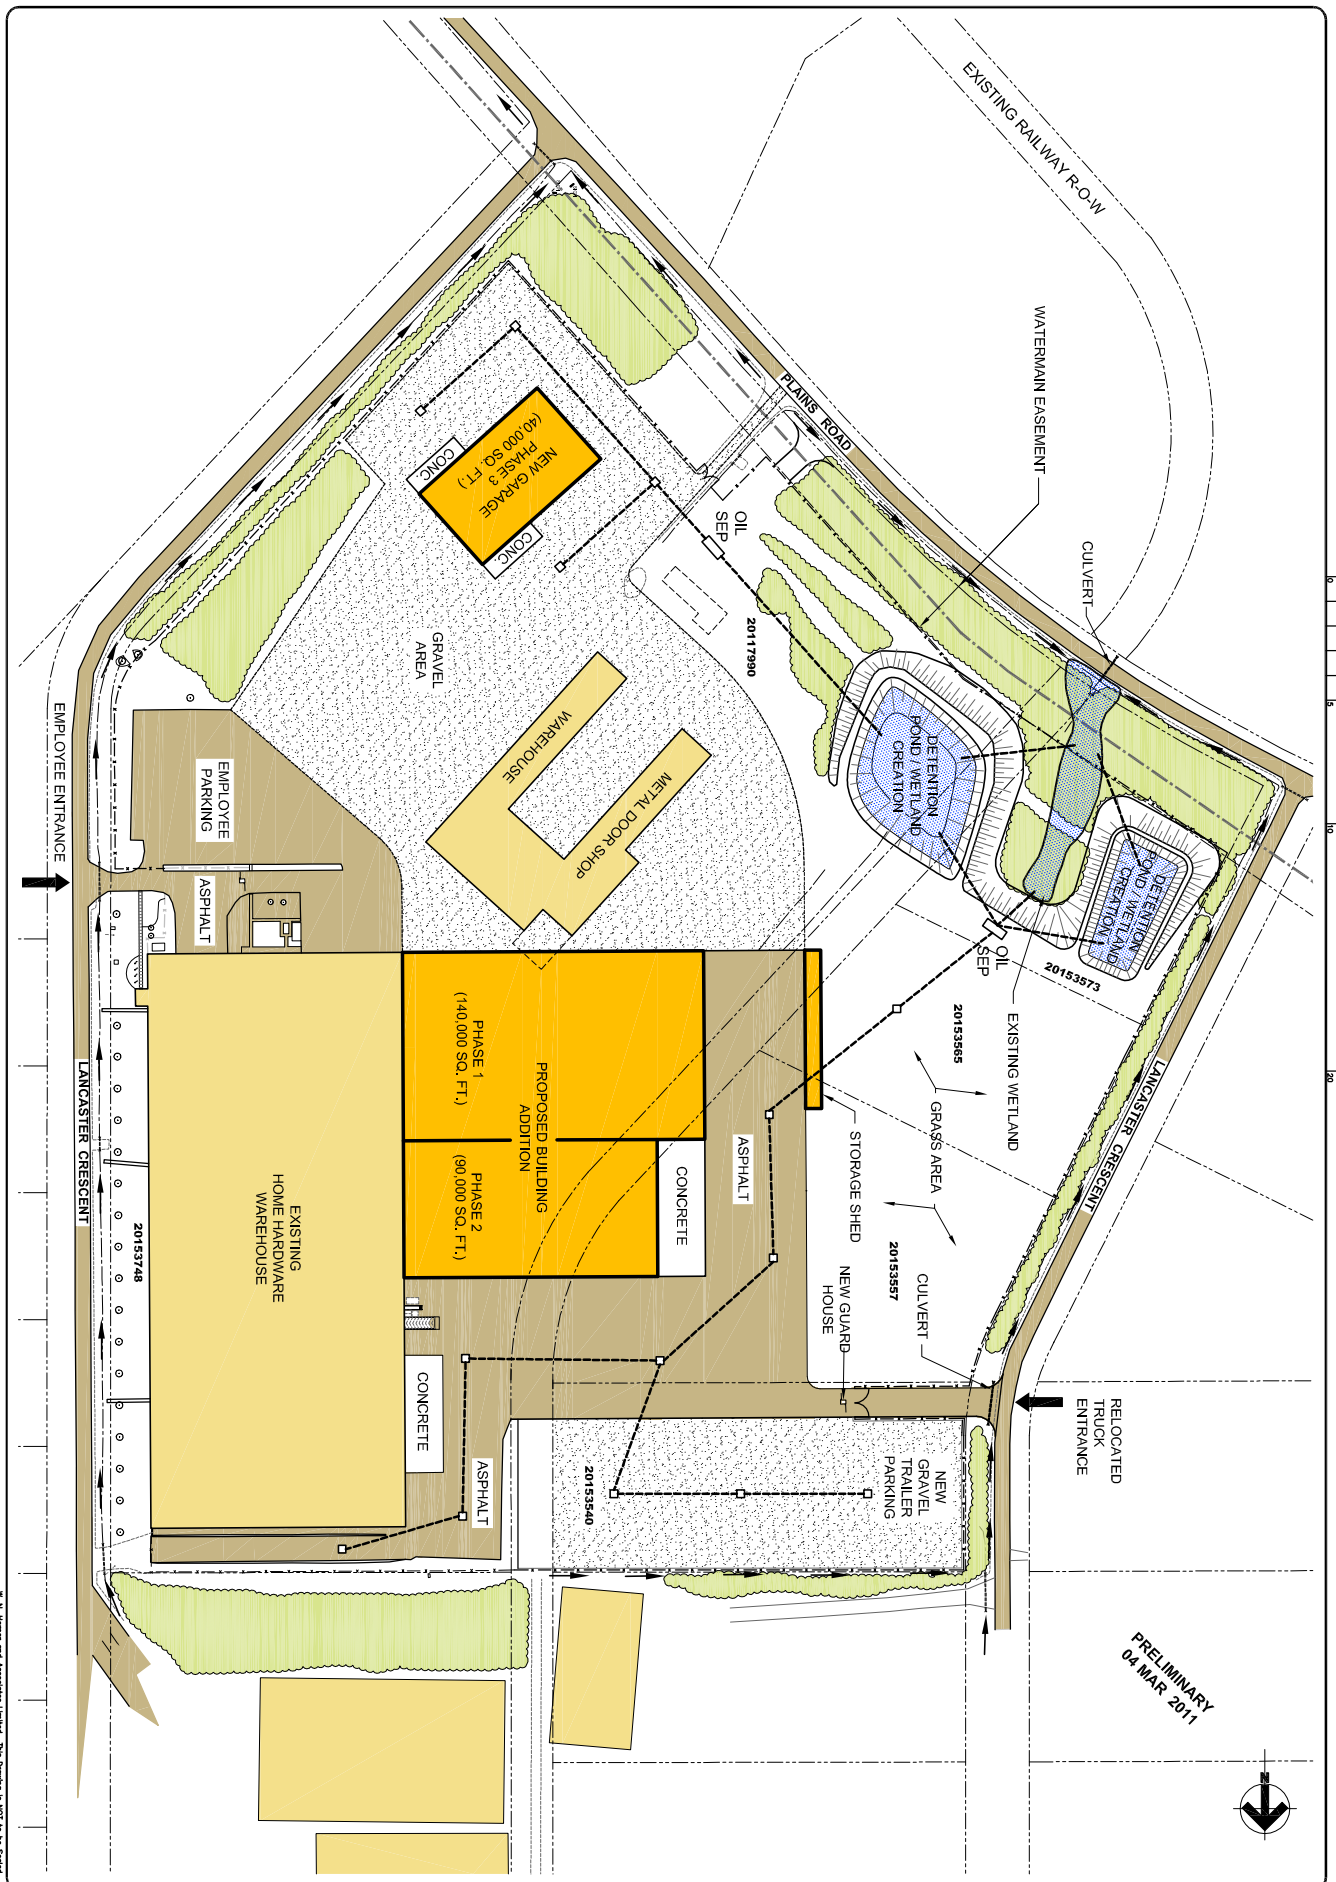 EXISTING RAILWAY R-O-W
WATERMAIN EASEMENT
PLAINS ROAD
CULVERT
OIL
SEP
20117990
CONC
NEW GARAGE
PHASE 3
(40,000 SQ. FT.)
CONC.
GRAVEL
AREA
WAREHOUSE
METAL DOOR SHOP
DETENTION
POND / WETLAND
CREATION
DETENTION
POND / WETLAND
CREATION
OIL
SEP
20153573
20153565
EXISTING WETLAND
GRASS AREA
STORAGE SHED
20153557
NEW GUARD
HOUSE
CULVERT
LANCASTER CRESCENT
RELOCATED
TRUCK
ENTRANCE
EMPLOYEE ENTRANCE
EMPLOYEE
PARKING
ASPHALT
LANCASTER CRESCENT
20153748
EXISTING
HOME HARDWARE
WAREHOUSE
PROPOSED BUILDING
ADDITION
PHASE 1
(140,000 SQ. FT.)
PHASE 2
(90,000 SQ. FT.)
CONCRETE
ASPHALT
CONCRETE
ASPHALT
20153540
NEW
GRAVEL
TRAILER
PARKING
PRELIMINARY
04 MAR 2011
N
0
5
10
20